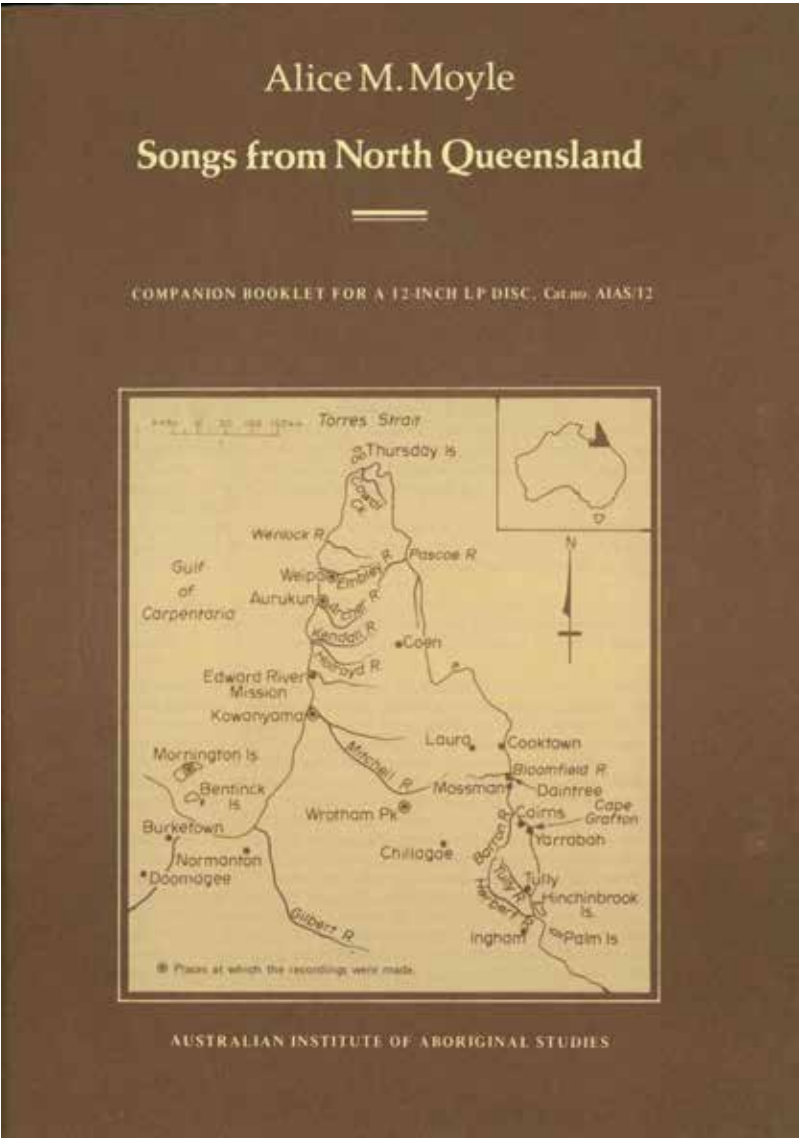 Alice M. Moyle
Songs from North Queensland
COMPANION BOOKLET FOR A 12-INCH LP DISC, Cat.no. AIAS/12
Torres Strait
Thursday Is.
Cowal
Ck.
Wenlock R.
Pascoe R.
Gulf
of
Carpentaria
Weipa
Embley R.
Aurukun
Archer R.
Kendall R.
Coen
Holroyd R.
Edward River
Mission
Kowanyama
Laura
Cooktown
Mornington Is.
Mitchell R.
Bloomfield R.
Bentinck
Is.
Mossman
Daintree
Wrotham Pk.
Cairns
Cape
Grafton
Burketown
Barron R.
Yarrabah
Normanton
Chillagoe
Doomagee
Tully
Tully R.
Hinchinbrook
Is.
Herbert R.
Gilbert R.
Ingham
Palm Is
N
Places at which the recordings were made.
AUSTRALIAN INSTITUTE OF ABORIGINAL STUDIES